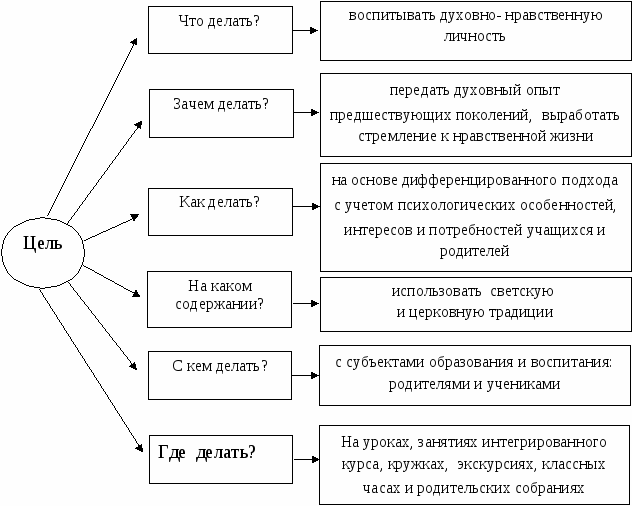 Цель
Что делать?
воспитывать духовно- нравственную
личность
Зачем делать?
передать духовный опыт
предшествующих поколений, выработать
стремление к нравственной жизни
Как делать?
на основе дифференцированного подхода
с учетом психологических особенностей,
интересов и потребностей учащихся и
родителей
На каком
содержании?
использовать светскую
и церковную традиции
С кем делать?
с субъектами образования и воспитания:
родителями и учениками
Где делать?
На уроках, занятиях интегрированного
курса, кружках, экскурсиях, классных
часах и родительских собраниях